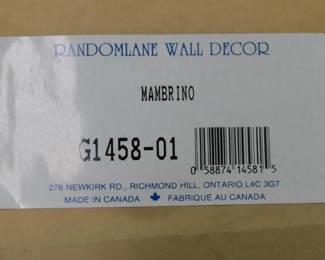 RANDOMLANE WALL DECOR
MAMBRINO
G1458-01
0 58874 14581 5
278 NEWKIRK RD., RICHMOND HILL, ONTARIO L4C 3G7
MADE IN CANADA FABRIQUE AU CANADA